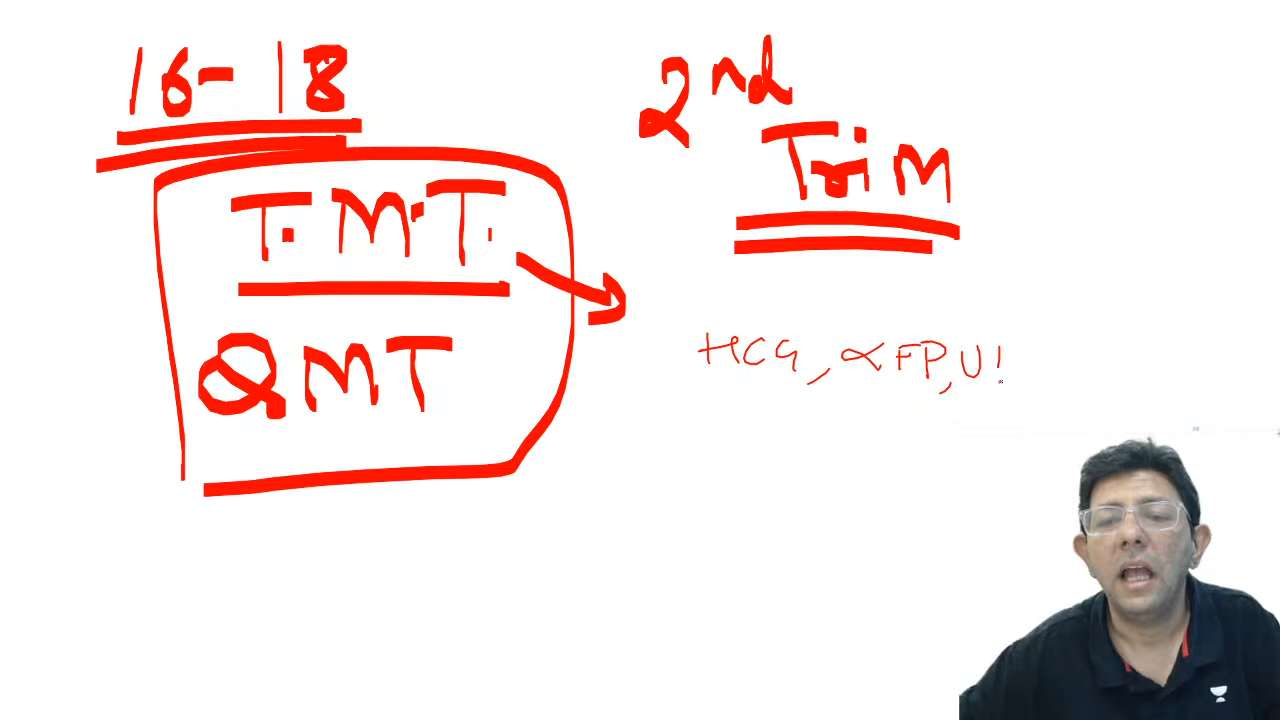 16-18
2nd
Trim
T.M.T.
QMT
HCG, αFP, U!